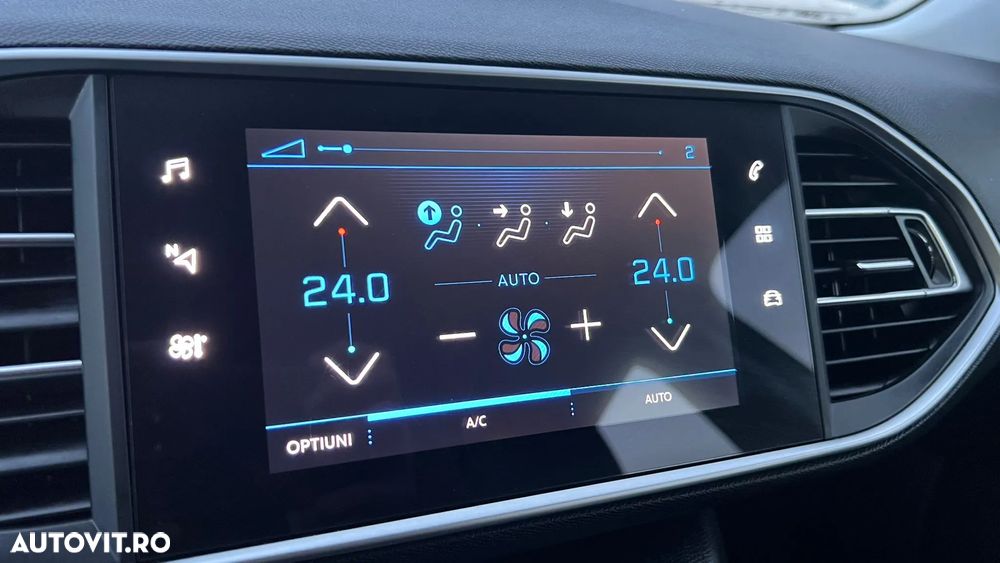 2
N
24.0
24.0
AUTO
OPTIUNI
A/C
AUTO
AUTOVIT.RO